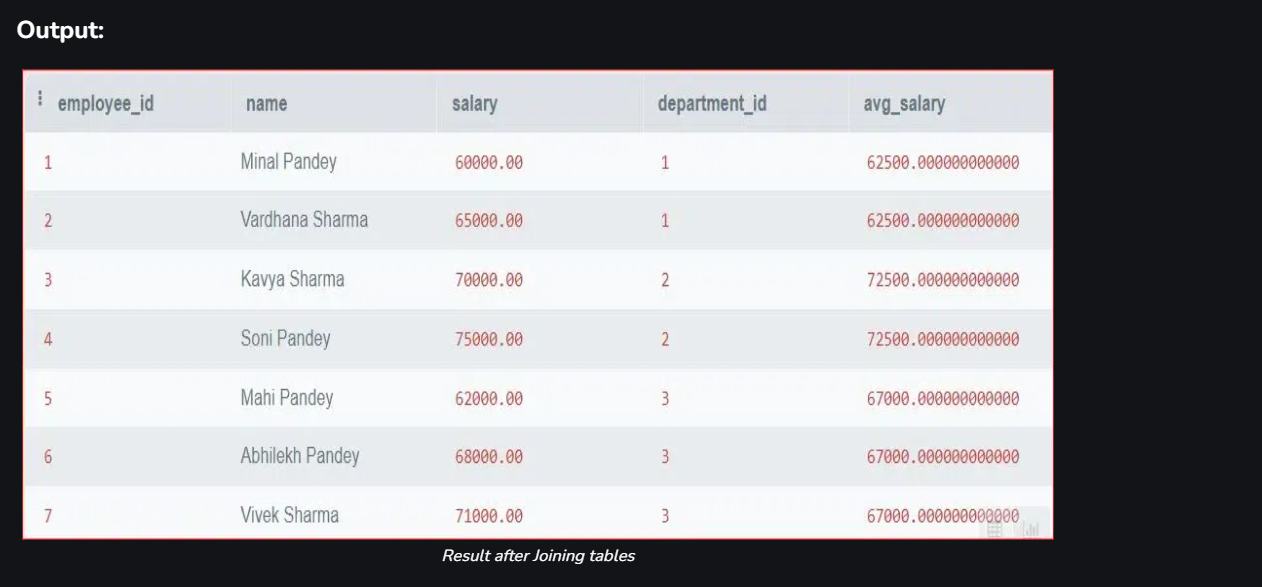 Output:
employee_id name salary department_id avg_salary
1 Minal Pandey 60000.00 1 62500.000000000000
2 Vardhana Sharma 65000.00 1 62500.000000000000
3 Kavya Sharma 70000.00 2 72500.000000000000
4 Soni Pandey 75000.00 2 72500.000000000000
5 Mahi Pandey 62000.00 3 67000.000000000000
6 Abhilekh Pandey 68000.00 3 67000.000000000000
7 Vivek Sharma 71000.00 3 67000.000000000000
Result after Joining tables